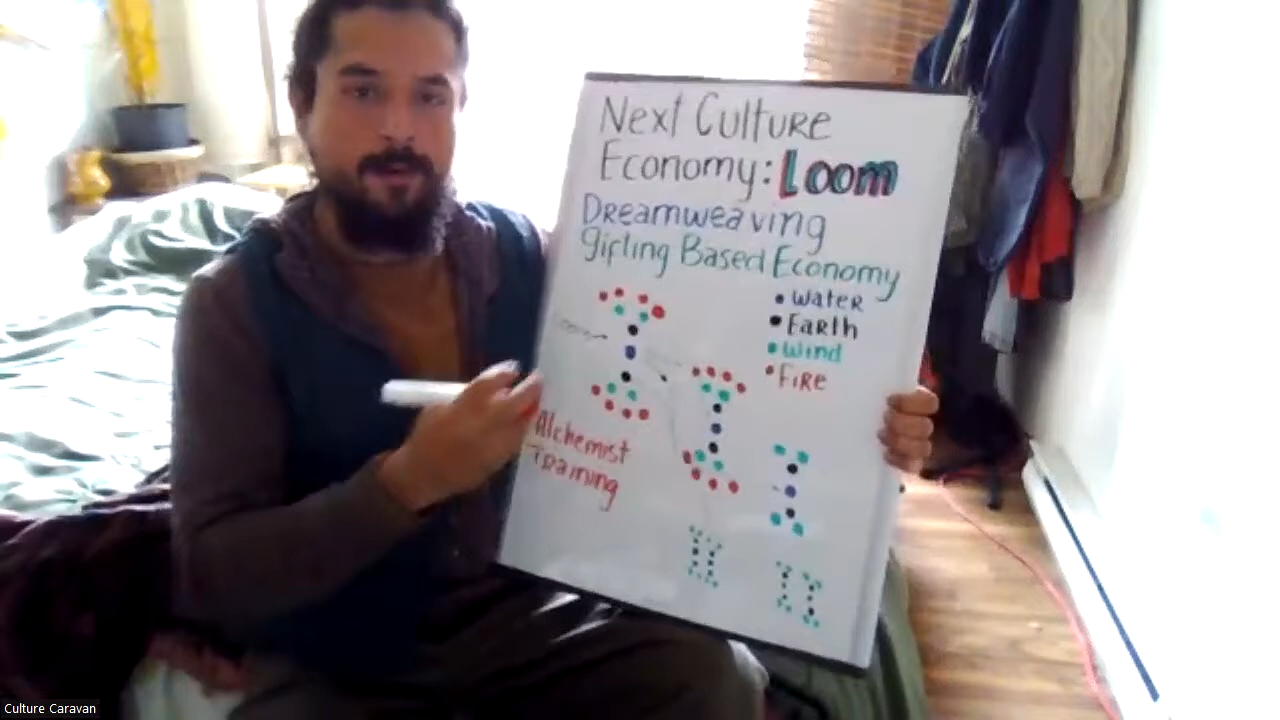 Next Culture
Economy: Loom
Dreamweaving
Gifting Based Economy
Water
Earth
Wind
Fire
Alchemist
Training
Culture Caravan